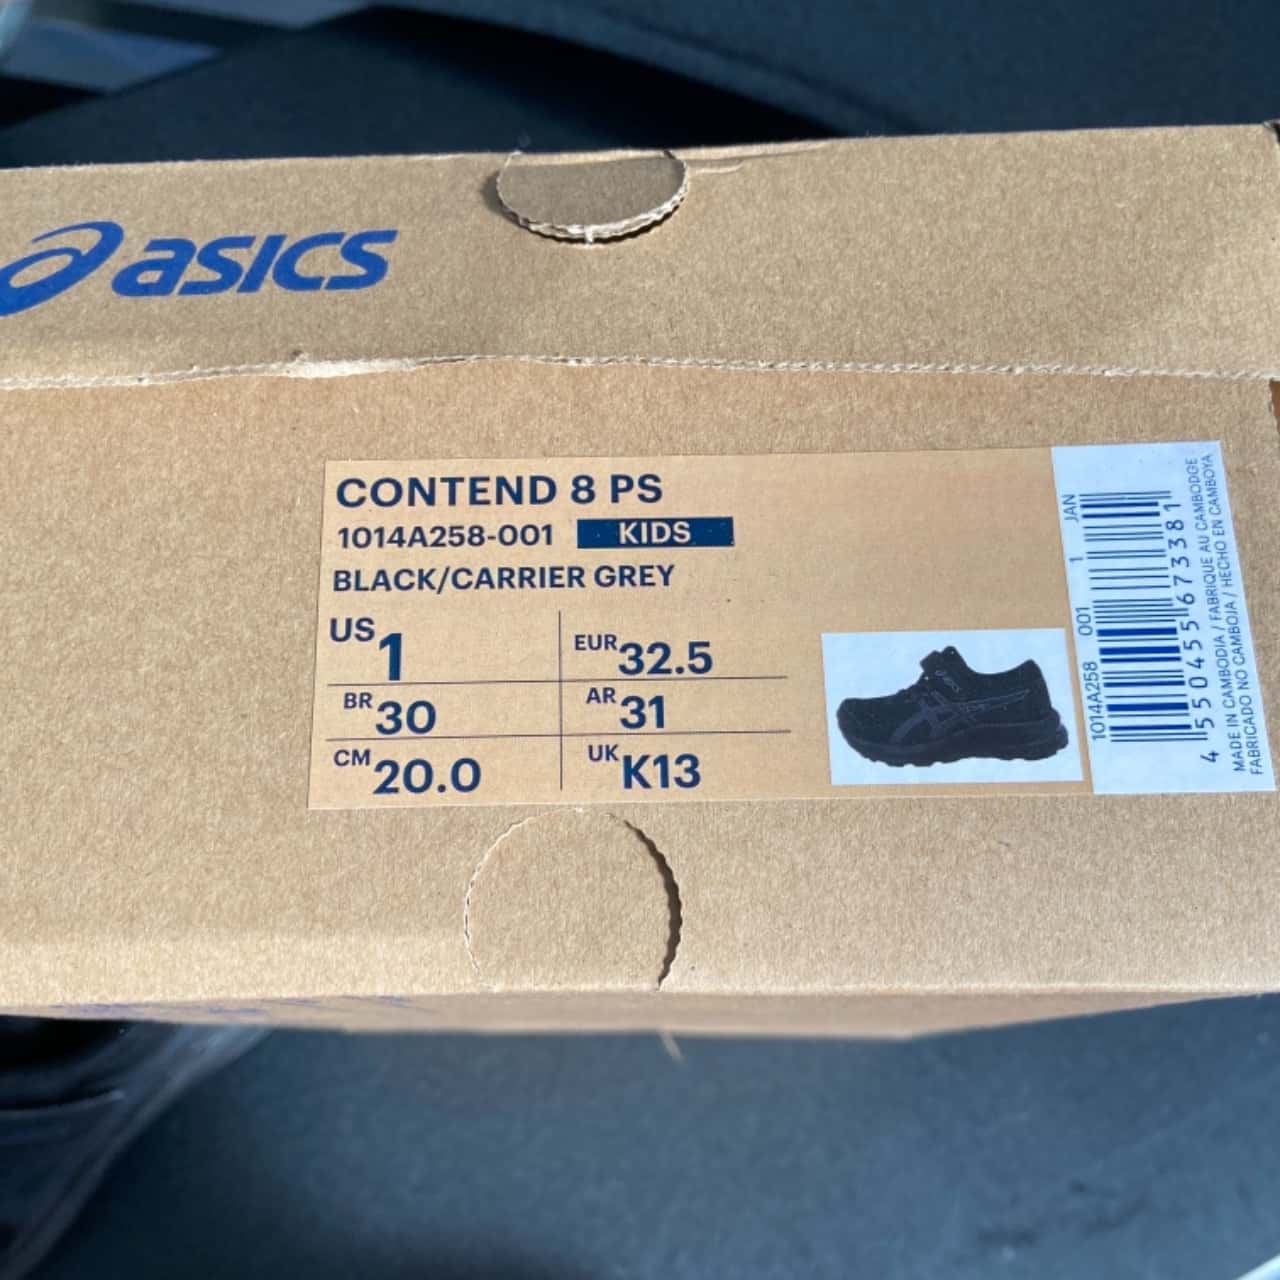 asics
CONTEND 8 PS
1014A258-001 KIDS
BLACK/CARRIER GREY
US 1 EUR 32.5
BR 30 AR 31
CM 20.0 UK K13
asics
1014A258 001 1 JAN
4 550455 673381
MADE IN CAMBODIA / FABRIQUE AU CAMBODGE
FABRICADO NO CAMBOJA / HECHO EN CAMBOYA